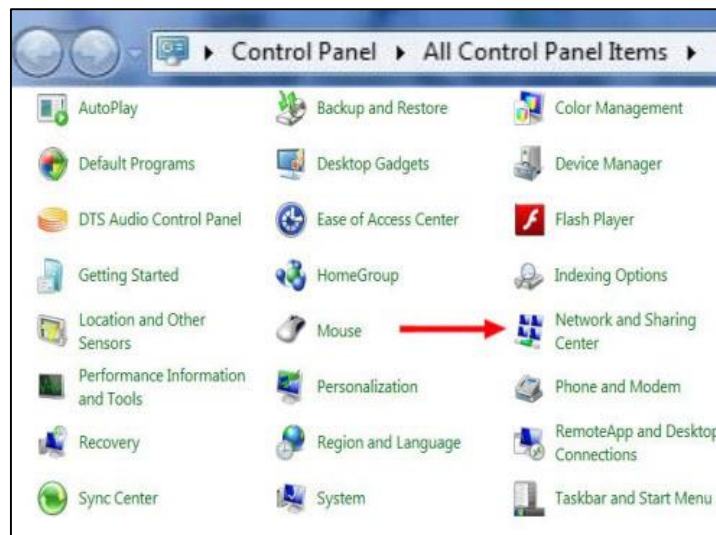 Control Panel ▸ All Control Panel Items ▸
AutoPlay
Backup and Restore
Color Management
Default Programs
Desktop Gadgets
Device Manager
DTS Audio Control Panel
Ease of Access Center
Flash Player
Getting Started
HomeGroup
Indexing Options
Location and Other
Sensors
Mouse
Network and Sharing
Center
Performance Information
and Tools
Personalization
Phone and Modem
Recovery
Region and Language
RemoteApp and Desktop
Connections
Sync Center
System
Taskbar and Start Menu